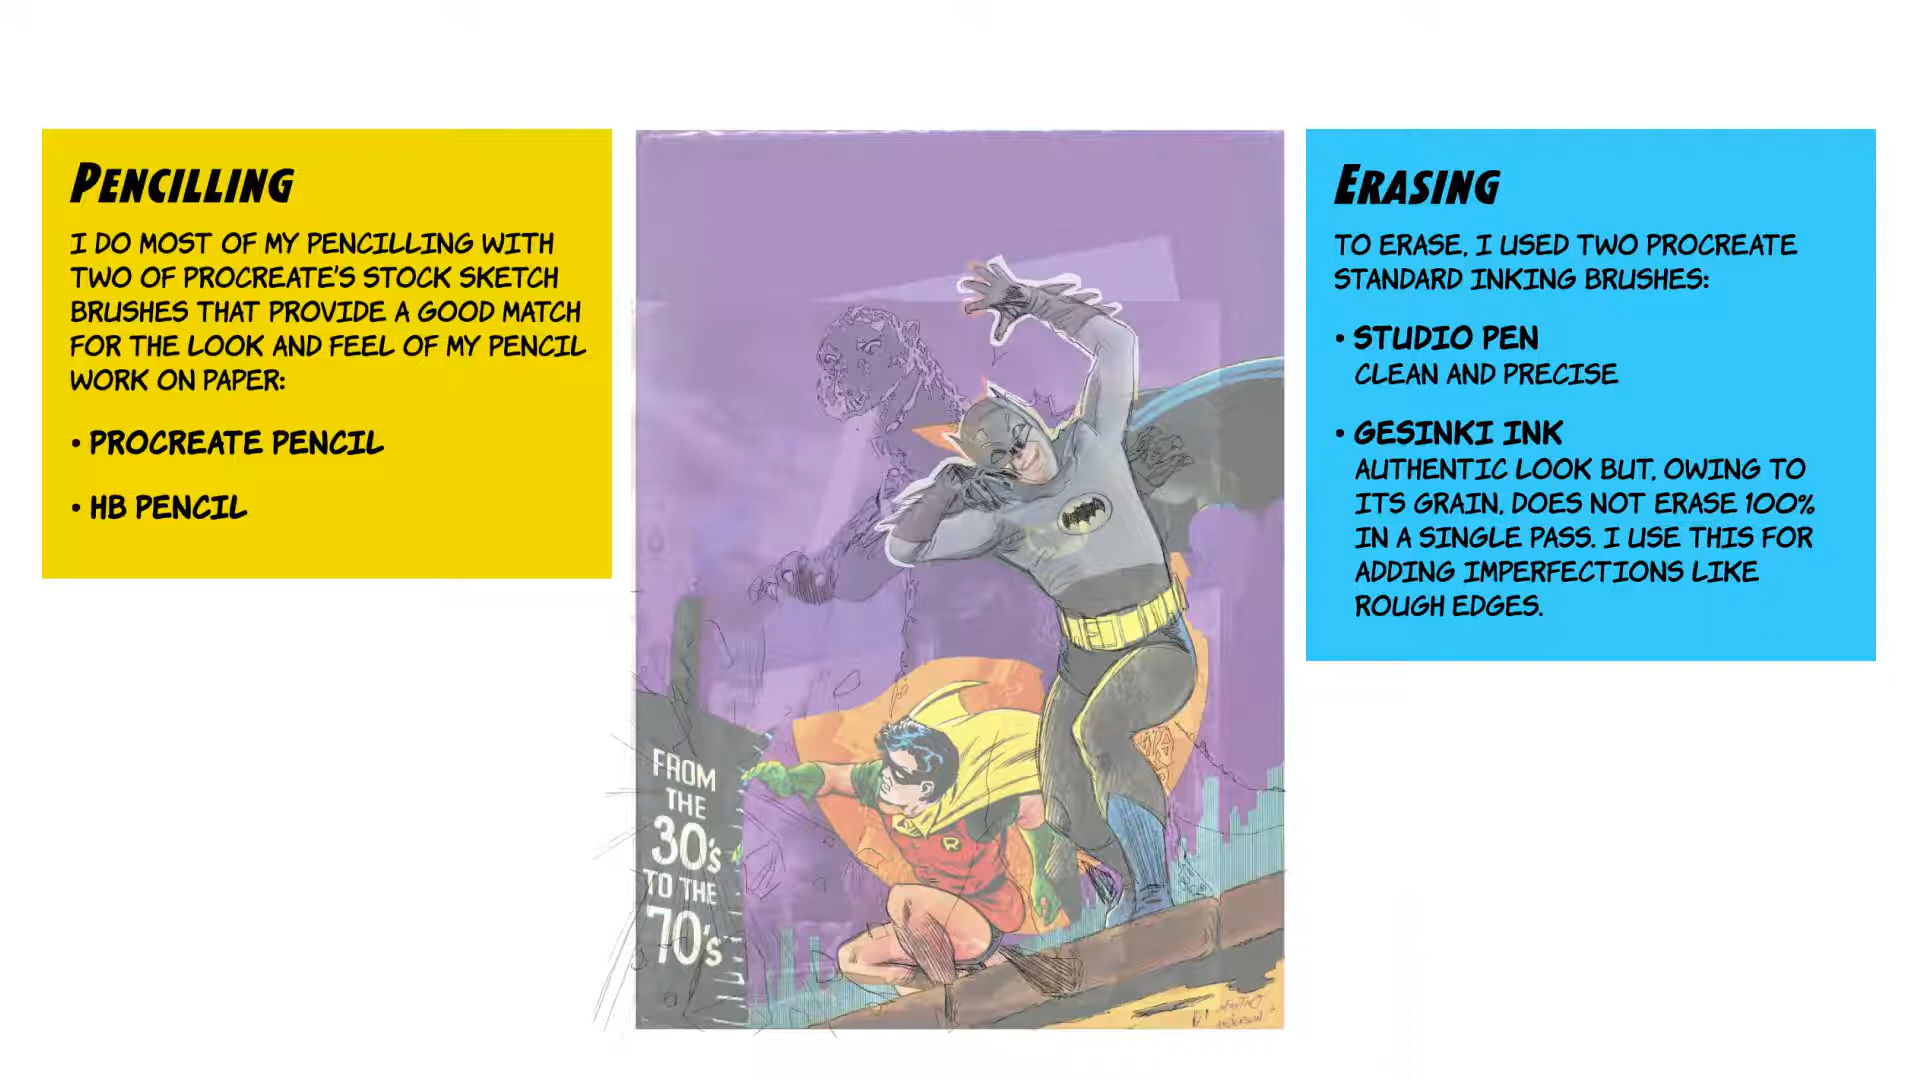 PENCILLING
I DO MOST OF MY PENCILLING WITH
TWO OF PROCREATE'S STOCK SKETCH
BRUSHES THAT PROVIDE A GOOD MATCH
FOR THE LOOK AND FEEL OF MY PENCIL
WORK ON PAPER:
• PROCREATE PENCIL
• HB PENCIL
FROM
THE
30's
TO THE
70's
R
ERASING
TO ERASE, I USED TWO PROCREATE
STANDARD INKING BRUSHES:
• STUDIO PEN
CLEAN AND PRECISE
• GESINKI INK
AUTHENTIC LOOK BUT, OWING TO
ITS GRAIN, DOES NOT ERASE 100%
IN A SINGLE PASS. I USE THIS FOR
ADDING IMPERFECTIONS LIKE
ROUGH EDGES.